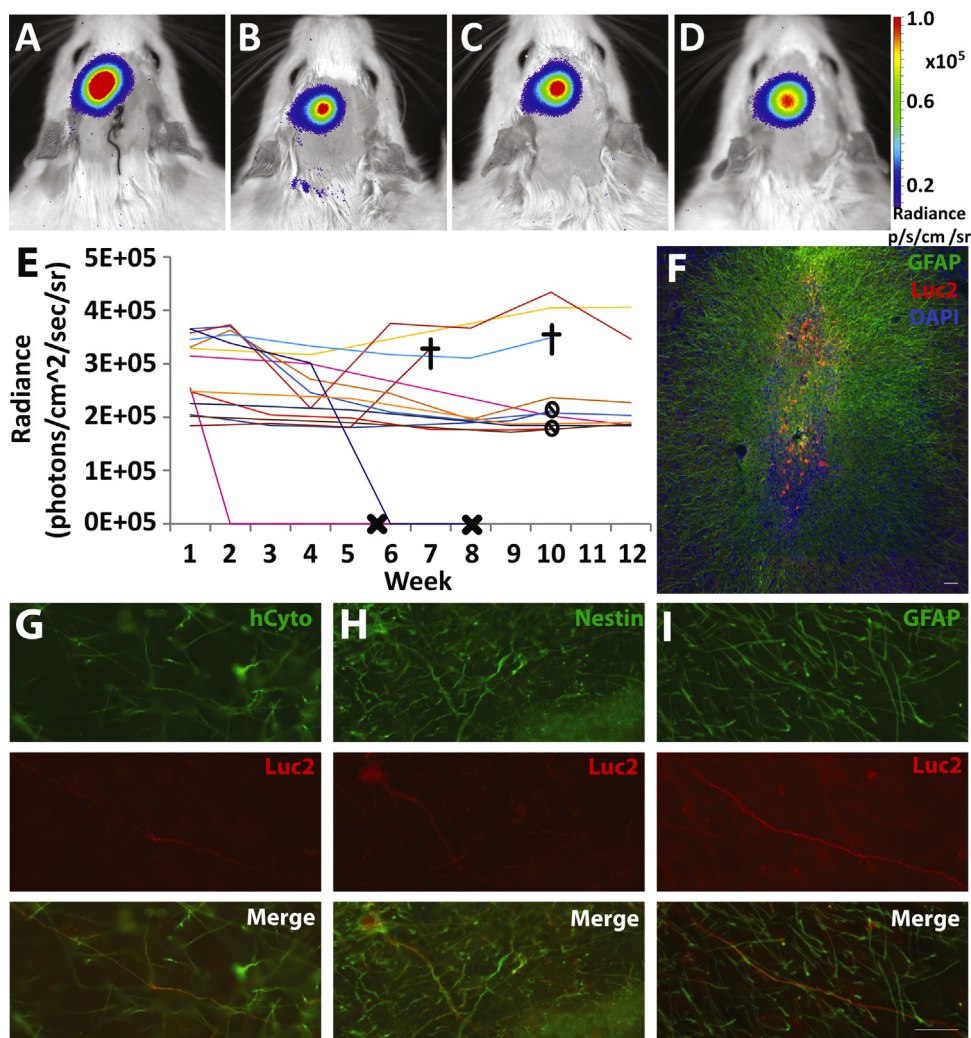 A
B
C
D
1.0
x10⁵
0.6
0.2
Radiance
p/s/cm /sr
E
5E+05
4E+05
3E+05
2E+05
1E+05
0E+05
Radiance
(photons/cm^2/sec/sr)
1 2 3 4 5 6 7 8 9 10 11 12
Week
F
GFAP
Luc2
DAPI
G
hCyto
H
Nestin
I
GFAP
Luc2
Luc2
Luc2
Merge
Merge
Merge